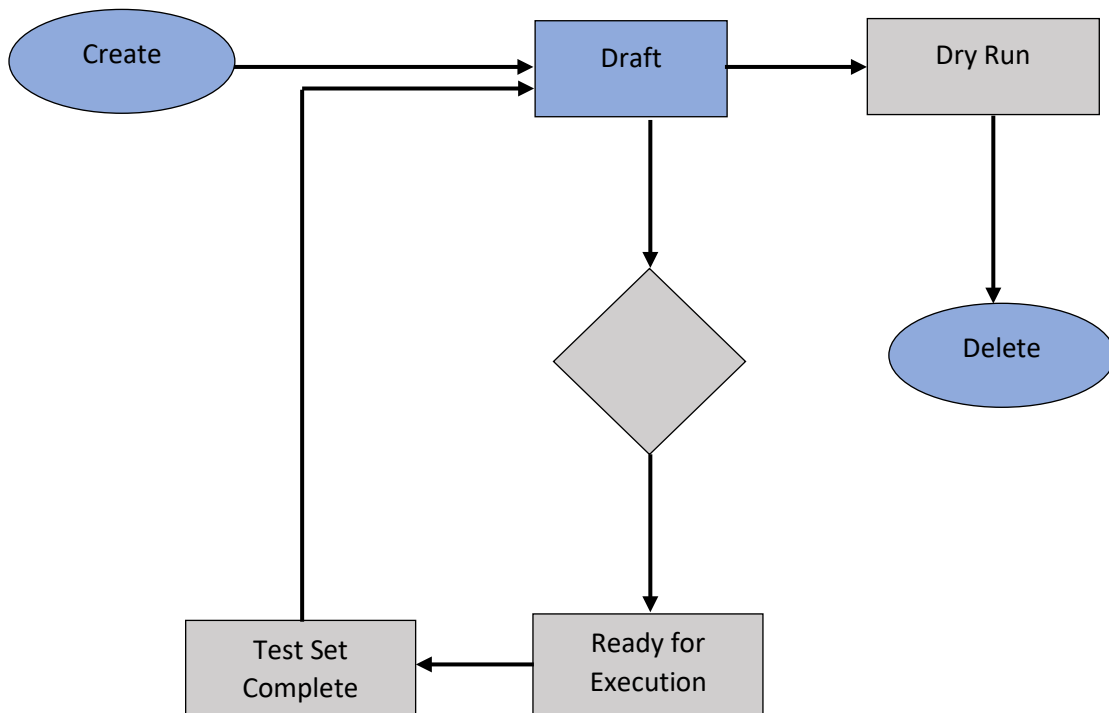 Create
Draft
Dry Run
Delete
Test Set
Complete
Ready for
Execution